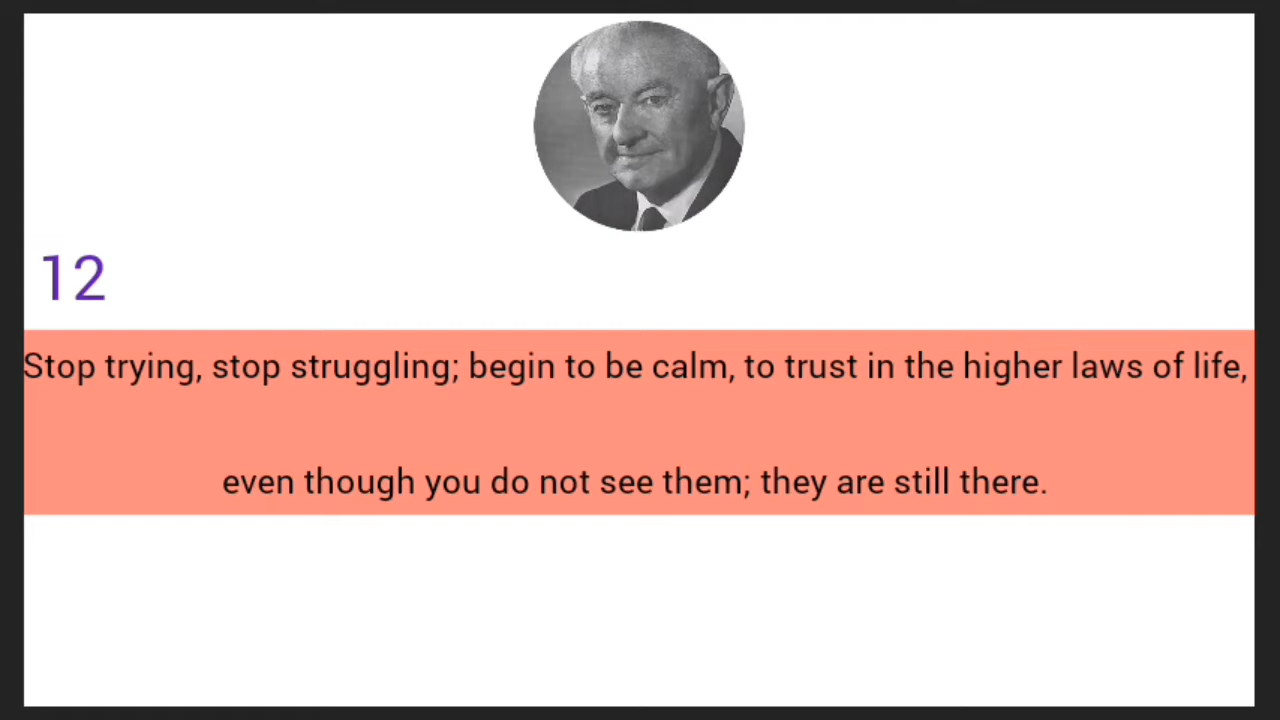 12
Stop trying, stop struggling; begin to be calm, to trust in the higher laws of life,
even though you do not see them; they are still there.